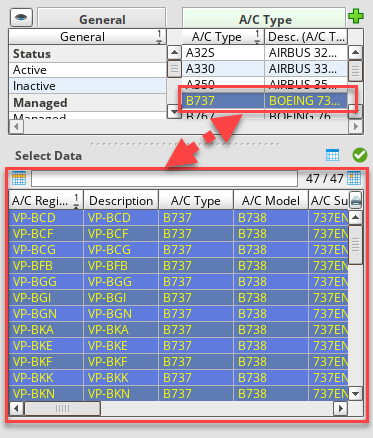 General A/C Type
General 1 A/C Type 1 Desc. (A/C T...
Status A32S AIRBUS 32...
Active A330 AIRBUS 33...
Inactive A350 AIRBUS 35...
Managed B737 BOEING 73...
Managed B767 BOEING 76
Select Data
47 / 47
A/C Regi... 1 Description A/C Type A/C Model A/C Su
VP-BCD VP-BCD B737 B738 737EN
VP-BCF VP-BCF B737 B738 737EN
VP-BCG VP-BCG B737 B738 737EN
VP-BFB VP-BFB B737 B738 737EN
VP-BGG VP-BGG B737 B738 737EN
VP-BGI VP-BGI B737 B738 737EN
VP-BGN VP-BGN B737 B738 737EN
VP-BKA VP-BKA B737 B738 737EN
VP-BKE VP-BKE B737 B738 737EN
VP-BKF VP-BKF B737 B738 737EN
VP-BKK VP-BKK B737 B738 737EN
VP-BKN VP-BKN B737 B738 737EN